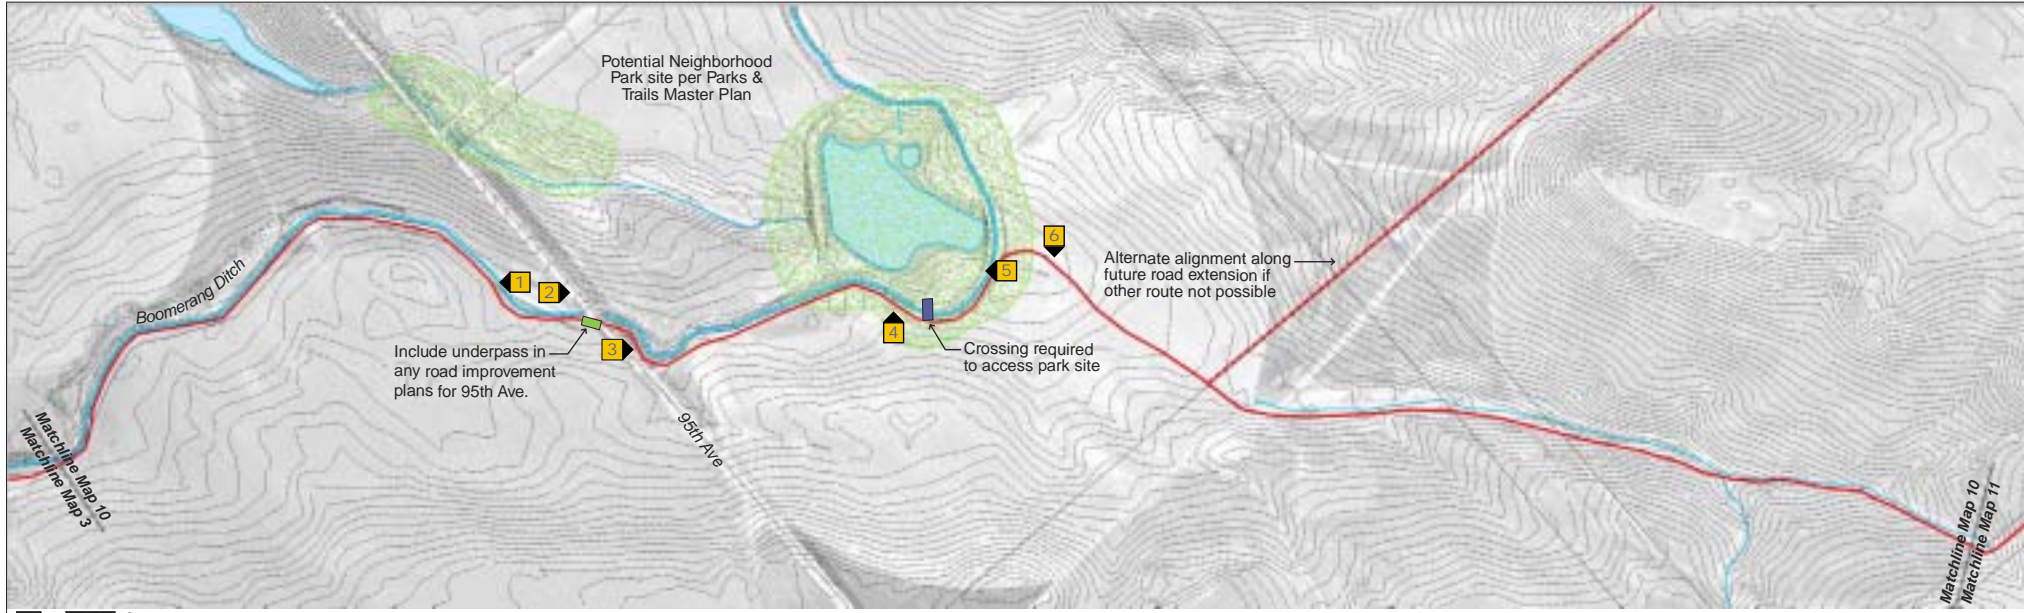 Potential Neighborhood
Park site per Parks &
Trails Master Plan
6
5
1
2
Alternate alignment along
future road extension if
other route not possible
Boomerang Ditch
4
3
Include underpass in
any road improvement
plans for 95th Ave.
Crossing required
to access park site
95th Ave
Matchline Map 10
Matchline Map 3
Matchline Map 10
Matchline Map 11